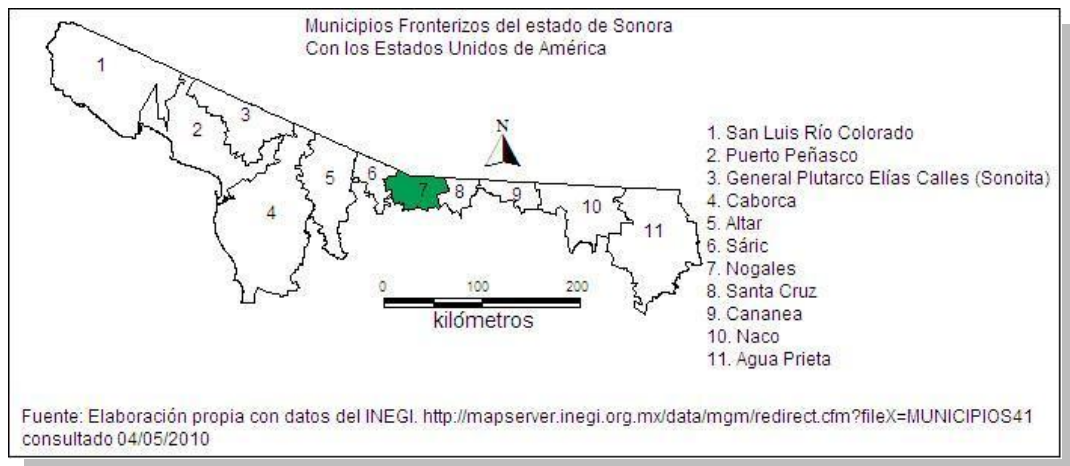 Municipios Fronterizos del estado de Sonora
Con los Estados Unidos de América
1
2
3
4
5
6
7
8
9
10
11
N
1. San Luis Río Colorado
2. Puerto Peñasco
3. General Plutarco Elías Calles (Sonoita)
4. Caborca
5. Altar
6. Sáric
7. Nogales
8. Santa Cruz
9. Cananea
10. Naco
11. Agua Prieta
0 100 200
kilómetros
Fuente: Elaboración propia con datos del INEGI. http://mapserver.inegi.org.mx/data/mgm/redirect.cfm?fileX=MUNICIPIOS41
consultado 04/05/2010